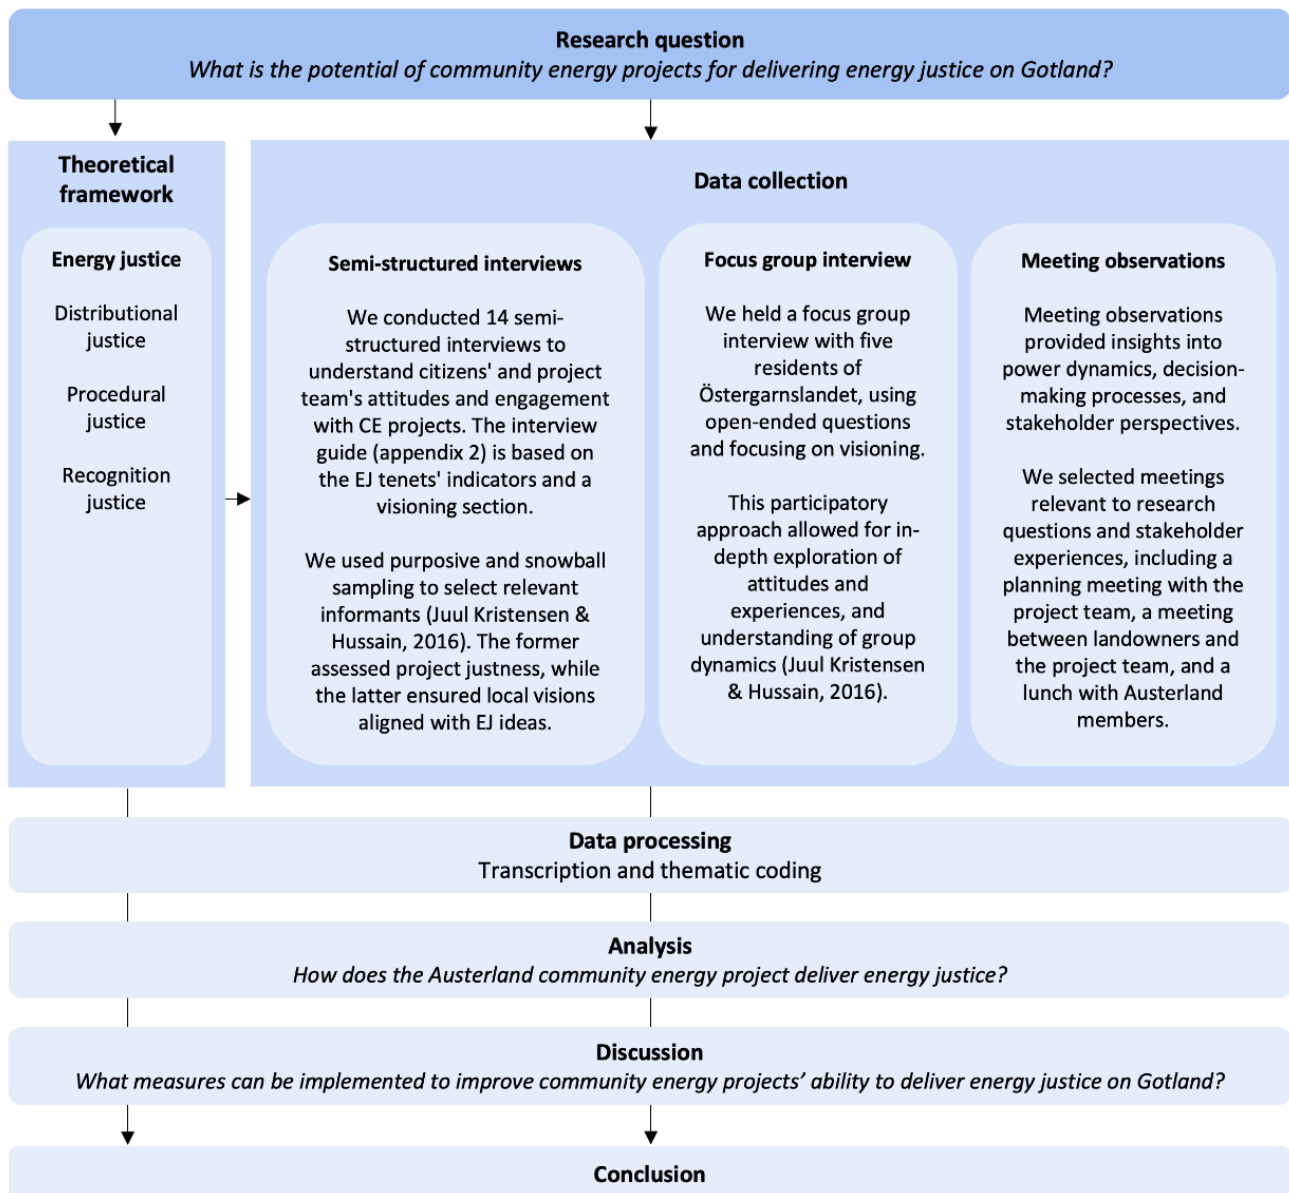 Research question
What is the potential of community energy projects for delivering energy justice on Gotland?
Theoretical
framework
Energy justice
Distributional
justice
Procedural
justice
Recognition
justice
Data collection
Semi-structured interviews
We conducted 14 semi-
structured interviews to
understand citizens' and project
team's attitudes and engagement
with CE projects. The interview
guide (appendix 2) is based on
the EJ tenets' indicators and a
visioning section.
We used purposive and snowball
sampling to select relevant
informants (Juul Kristensen &
Hussain, 2016). The former
assessed project justness, while
the latter ensured local visions
aligned with EJ ideas.
Focus group interview
We held a focus group
interview with five
residents of
Östergarnslandet, using
open-ended questions
and focusing on visioning.
This participatory
approach allowed for in-
depth exploration of
attitudes and
experiences, and
understanding of group
dynamics (Juul Kristensen
& Hussain, 2016).
Meeting observations
Meeting observations
provided insights into
power dynamics, decision-
making processes, and
stakeholder perspectives.
We selected meetings
relevant to research
questions and stakeholder
experiences, including a
planning meeting with the
project team, a meeting
between landowners and
the project team, and a
lunch with Austerland
members.
Data processing
Transcription and thematic coding
Analysis
How does the Austerland community energy project deliver energy justice?
Discussion
What measures can be implemented to improve community energy projects’ ability to deliver energy justice on Gotland?
Conclusion